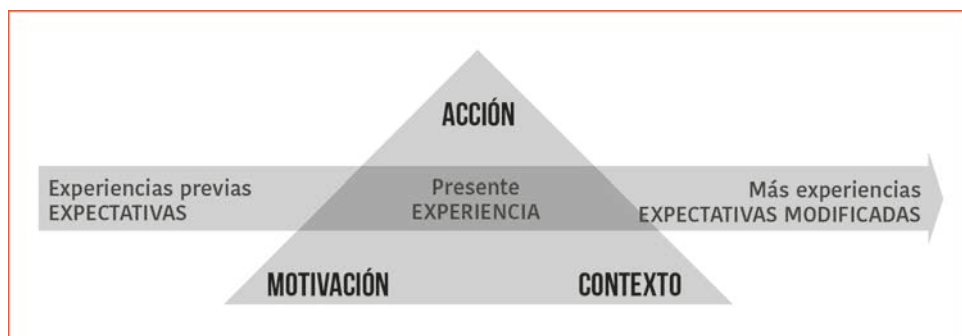 ACCIÓN
Experiencias previas
EXPECTATIVAS
Presente
EXPERIENCIA
Más experiencias
EXPECTATIVAS MODIFICADAS
MOTIVACIÓN
CONTEXTO